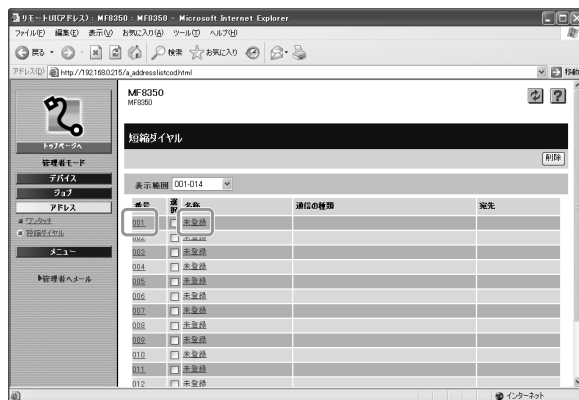 リモートUI(アドレス) : MF8350 : MF8350 - Microsoft Internet Explorer
ファイル(F) 編集(E) 表示(V) お気に入り(A) ツール(T) ヘルプ(H)
戻る 検索 お気に入り
アドレス(D) http://192.168.0.215/a_addresslistcod.html 移動
MF8350
MF8350
トップページへ
短縮ダイヤル
管理者モード
削除
デバイス
ジョブ
表示範囲 001-014
アドレス
番号 選択 名称 通信の種類 宛先
ワンタッチ
短縮ダイヤル
メニュー
管理者へメール
001 未登録
002 未登録
003 未登録
004 未登録
005 未登録
006 未登録
007 未登録
008 未登録
009 未登録
010 未登録
011 未登録
012 未登録
インターネット